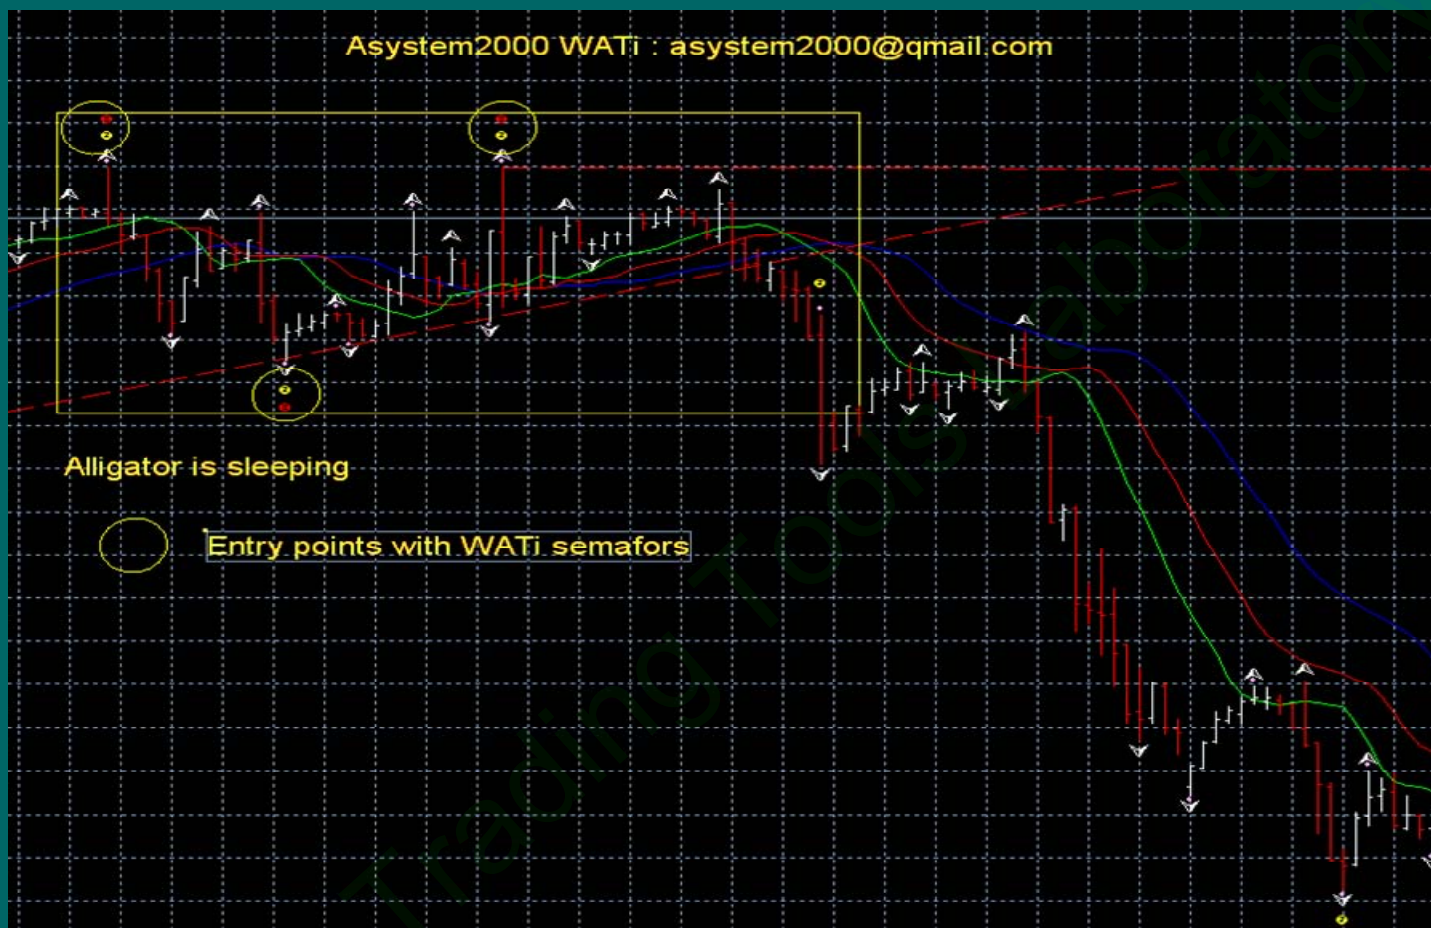 Asystem2000 WATi : asystem2000@qmail.com
Alligator is sleeping
Entry points with WATi semafors
Trading Tools Laboratory